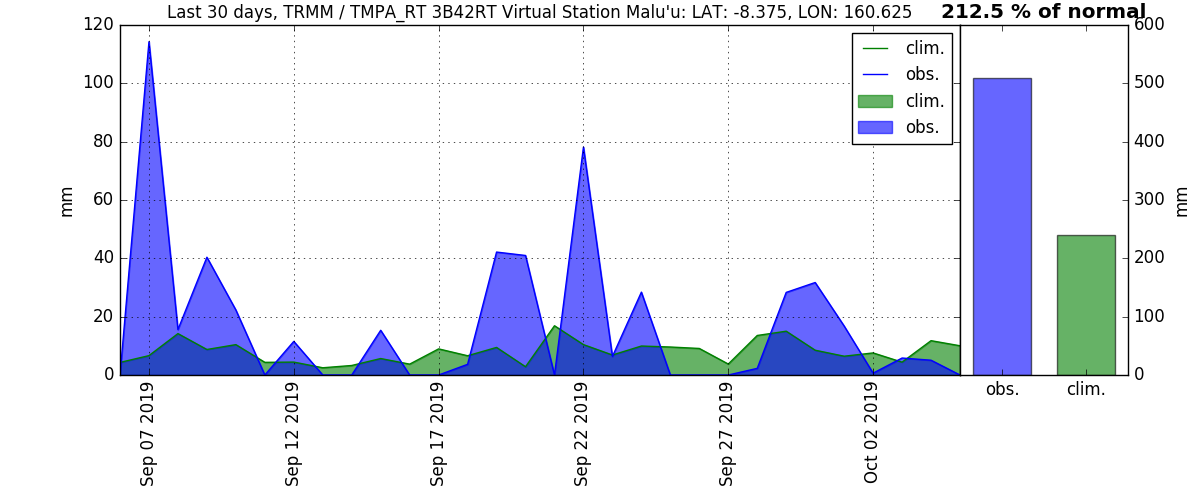 Last 30 days, TRMM / TMPA_RT 3B42RT Virtual Station Malu'u: LAT: -8.375, LON: 160.625
212.5 % of normal
120
100
80
60
40
20
0
mm
clim.
obs.
clim.
obs.
Sep 07 2019
Sep 12 2019
Sep 17 2019
Sep 22 2019
Sep 27 2019
Oct 02 2019
600
500
400
300
200
100
0
mm
obs.
clim.